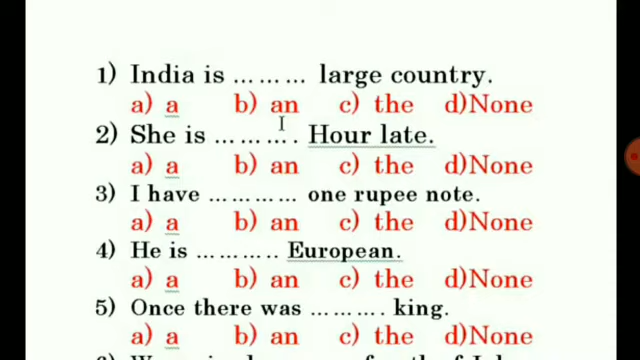 1) India is ......... large country.
a) a b) an c) the d)None
2) She is .......... Hour late.
a) a b) an c) the d)None
3) I have ............ one rupee note.
a) a b) an c) the d)None
4) He is ........... European.
a) a b) an c) the d)None
5) Once there was .......... king.
a) a b) an c) the d)None